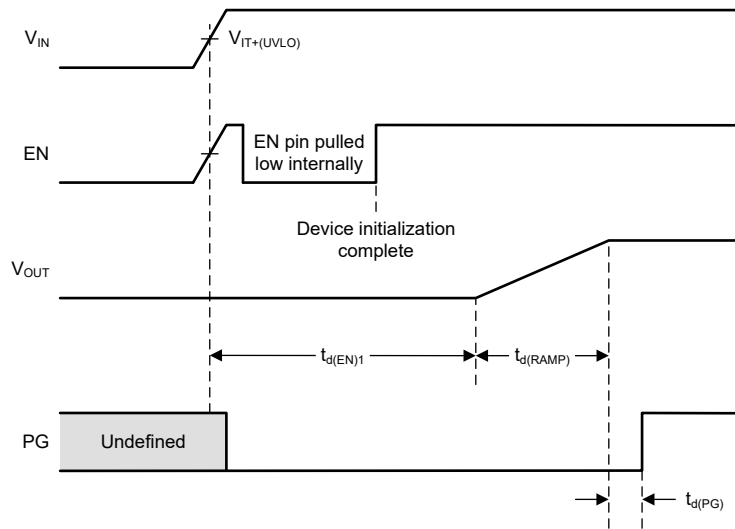 VIN
VIT+(UVLO)
EN
EN pin pulled
low internally
Device initialization
complete
VOUT
td(EN)1
td(RAMP)
PG
Undefined
td(PG)